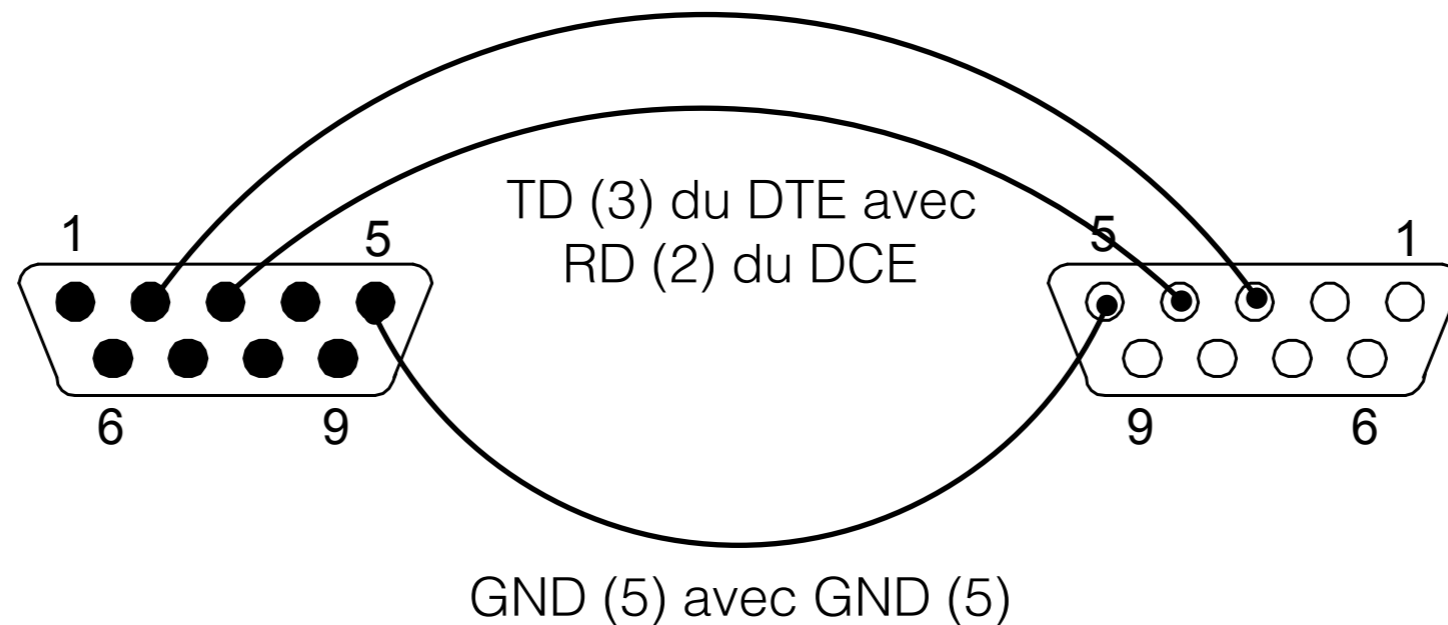 TD (3) du DTE avec
RD (2) du DCE
1
5
5
1
6
9
9
6
GND (5) avec GND (5)